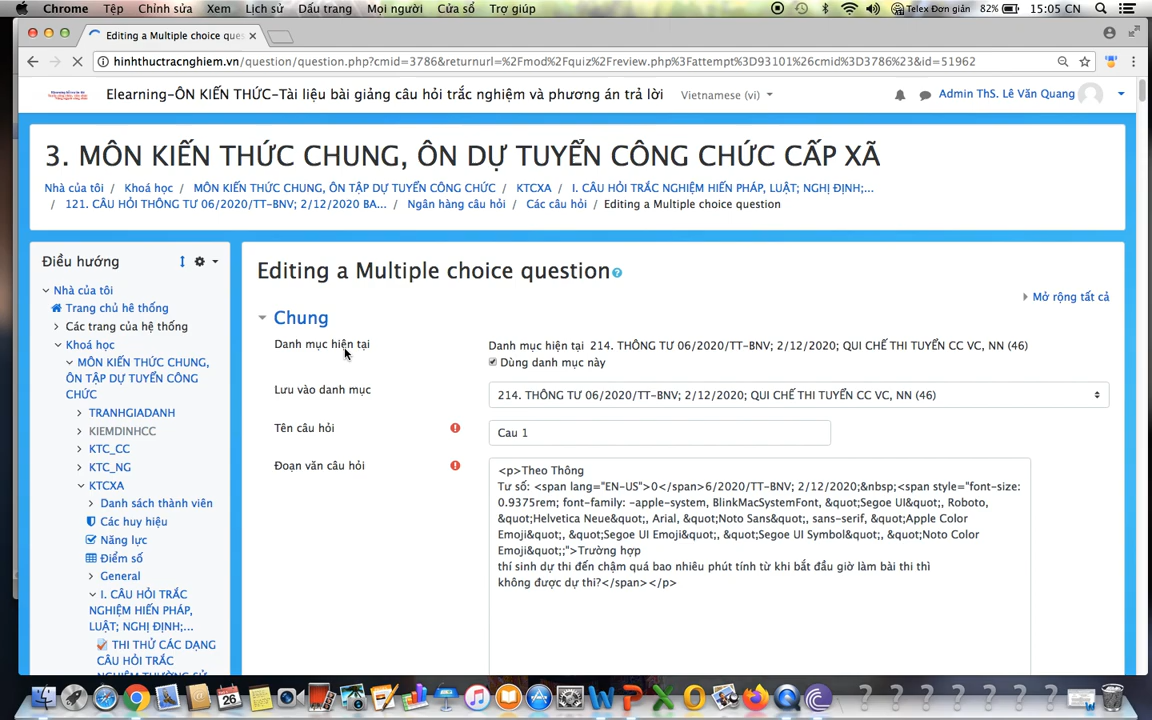 Chrome Tệp Chỉnh sửa Xem Lịch sử Dấu trang Mọi người Cửa sổ Trợ giúp Telex Đơn giản 82% 15:05 CN
Editing a Multiple choice ques
hinhthuctracnghiem.vn/question/question.php?cmid=3786&returnurl=%2Fmod%2Fquiz%2Freview.php%3Fattempt%3D93101%26cmid%3D3786%23&id=51962
Elearning-ÔN KIẾN THỨC-Tài liệu bài giảng câu hỏi trắc nghiệm và phương án trả lời Vietnamese (vi) Admin ThS. Lê Văn Quang
3. MÔN KIẾN THỨC CHUNG, ÔN DỰ TUYỂN CÔNG CHỨC CẤP XÃ
Nhà của tôi / Khoá học / MÔN KIẾN THỨC CHUNG, ÔN TẬP DỰ TUYỂN CÔNG CHỨC / KTCXA / I. CÂU HỎI TRẮC NGHIỆM HIẾN PHÁP, LUẬT; NGHỊ ĐỊNH;...
/ 121. CÂU HỎI THÔNG TƯ 06/2020/TT-BNV; 2/12/2020 BA... / Ngân hàng câu hỏi / Các câu hỏi / Editing a Multiple choice question
Điều hướng
Nhà của tôi
Trang chủ hê thống
Các trang của hệ thống
Khoá học
MÔN KIẾN THỨC CHUNG,
ÔN TẬP DỰ TUYỂN CÔNG
CHỨC
TRANHGIADANH
KIEMDINHCC
KTC_CC
KTC_NG
KTCXA
Danh sách thành viên
Các huy hiệu
Năng lực
Điểm số
General
I. CÂU HỎI TRẮC
NGHIỆM HIẾN PHÁP,
LUẬT; NGHỊ ĐỊNH;...
THI THỬ CÁC DẠNG
CÂU HỎI TRẮC
NGHIỆM THƯỜNG SỬ
Editing a Multiple choice question
Mở rộng tất cả
Chung
Danh mục hiện tại Danh mục hiện tại 214. THÔNG TƯ 06/2020/TT-BNV; 2/12/2020; QUI CHẾ THI TUYỂN CC VC, NN (46)
Dùng danh mục này
Lưu vào danh mục 214. THÔNG TƯ 06/2020/TT-BNV; 2/12/2020; QUI CHẾ THI TUYỂN CC VC, NN (46)
Tên câu hỏi Cau 1
Đoạn văn câu hỏi <p>Theo Thông
Tư số: <span lang="EN-US">0</span>6/2020/TT-BNV; 2/12/2020;&nbsp;<span style="font-size:
0.9375rem; font-family: -apple-system, BlinkMacSystemFont, &quot;Segoe UI&quot;, Roboto,
&quot;Helvetica Neue&quot;, Arial, &quot;Noto Sans&quot;, sans-serif, &quot;Apple Color
Emoji&quot;, &quot;Segoe UI Emoji&quot;, &quot;Segoe UI Symbol&quot;, &quot;Noto Color
Emoji&quot;;">Trường hợp
thí sinh dự thi đến chậm quá bao nhiêu phút tính từ khi bắt đầu giờ làm bài thi thì
không được dự thi?</span></p>